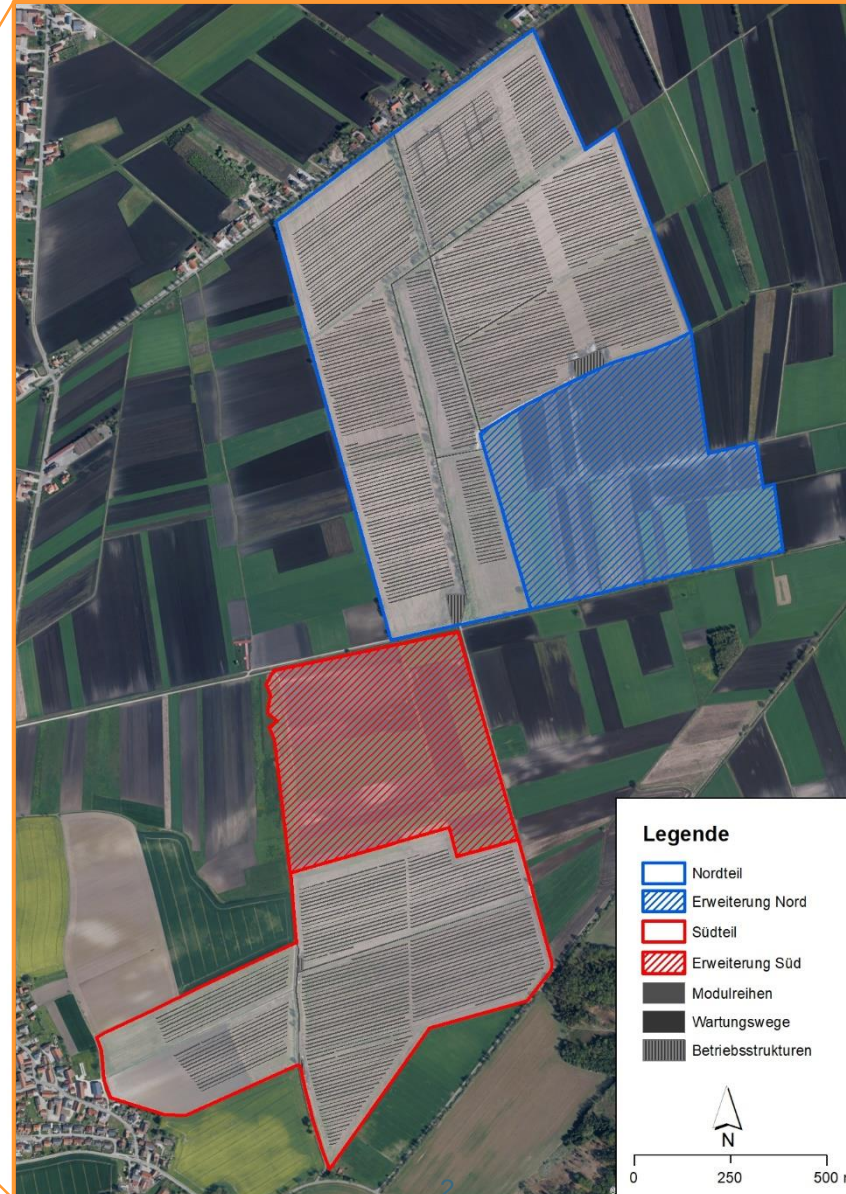 Legende
Nordteil
Erweiterung Nord
Südteil
Erweiterung Süd
Modulreihen
Wartungswege
Betriebsstrukturen
N
0 250 500 m